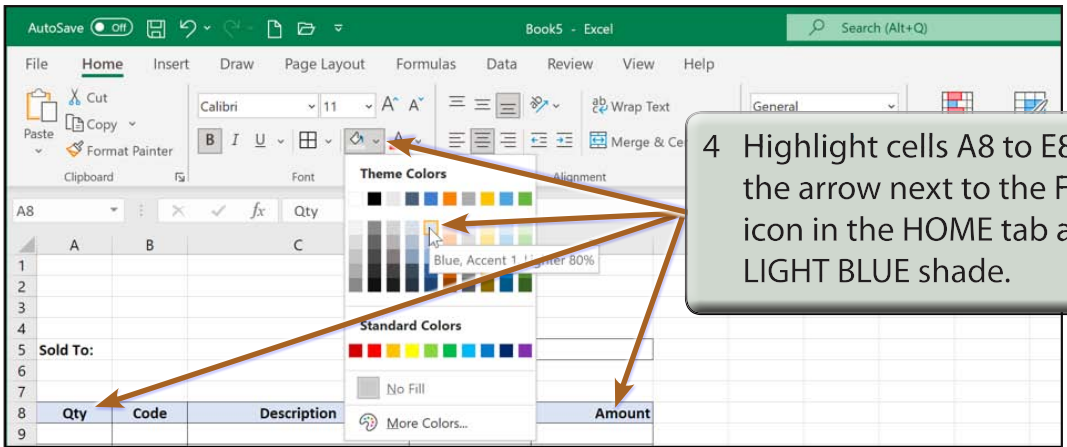 AutoSave Off Book5 - Excel Search (Alt+Q)
File Home Insert Draw Page Layout Formulas Data Review View Help
Paste
Cut
Copy
Format Painter
Clipboard
Calibri 11 A^ A˅
B I U
Font
ab Wrap Text
Merge & Ce
Alignment
General
4 Highlight cells A8 to E8
the arrow next to the F
icon in the HOME tab a
LIGHT BLUE shade.
A8 fx Qty
A B C
1
2
3
4
5 Sold To:
6
7
8 Qty Code Description Amount
9
Theme Colors
Blue, Accent 1, Lighter 80%
Standard Colors
No Fill
More Colors...